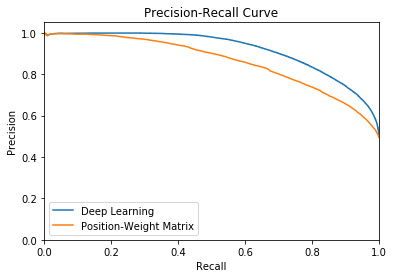 Precision-Recall Curve
1.0
0.8
0.6
0.4
0.2
0.0
Precision
Deep Learning
Position-Weight Matrix
0.0 0.2 0.4 0.6 0.8 1.0
Recall